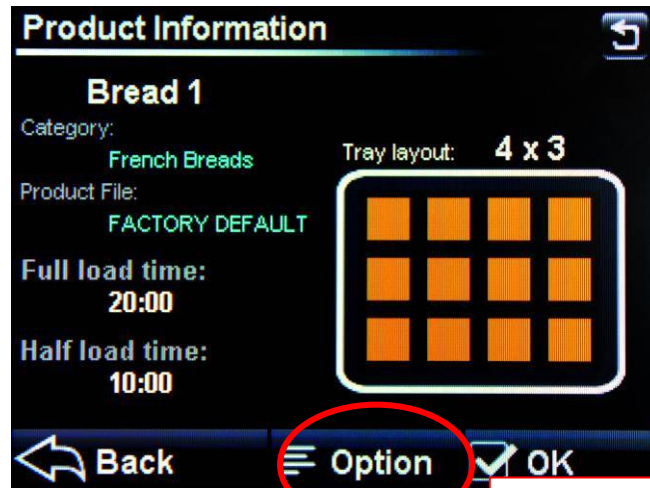 Product Information
Bread 1
Category:
French Breads
Tray layout: 4 x 3
Product File:
FACTORY DEFAULT
Full load time:
20:00
Half load time:
10:00
Back
Option
OK